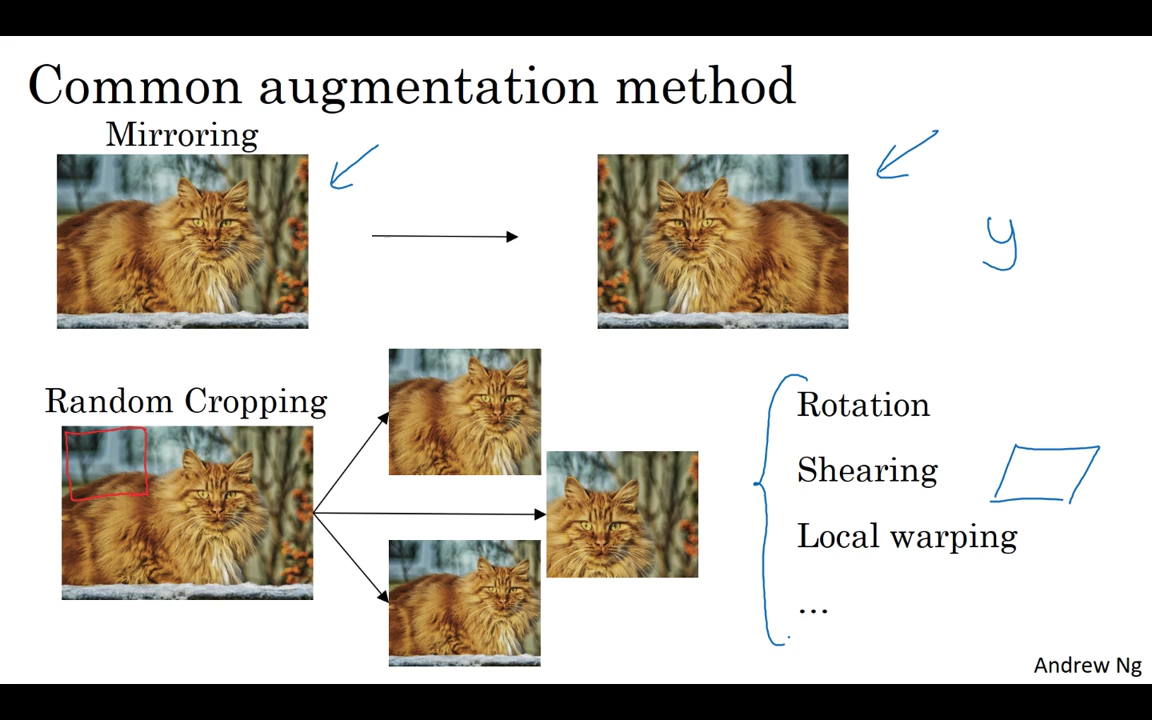 Common augmentation method
Mirroring
y
Random Cropping
Rotation
Shearing
Local warping
...
Andrew Ng